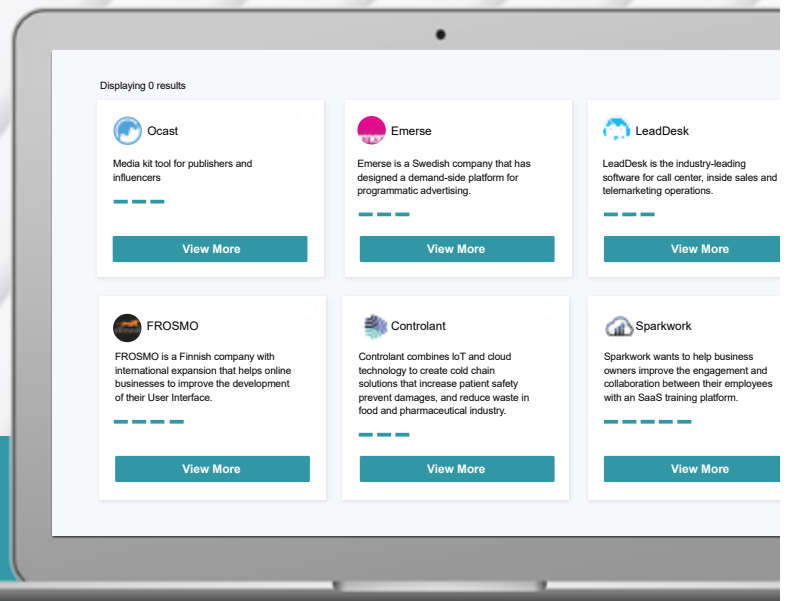 Displaying 0 results
Ocast
Media kit tool for publishers and
influencers
View More
Emerse
Emerse is a Swedish company that has
designed a demand-side platform for
programmatic advertising.
View More
LeadDesk
LeadDesk is the industry-leading
software for call center, inside sales and
telemarketing operations.
View More
FROSMO
FROSMO is a Finnish company with
international expansion that helps online
businesses to improve the development
of their User Interface.
View More
Controlant
Controlant combines IoT and cloud
technology to create cold chain
solutions that increase patient safety
prevent damages, and reduce waste in
food and pharmaceutical industry.
View More
Sparkwork
Sparkwork wants to help business
owners improve the engagement and
collaboration between their employees
with an SaaS training platform.
View More